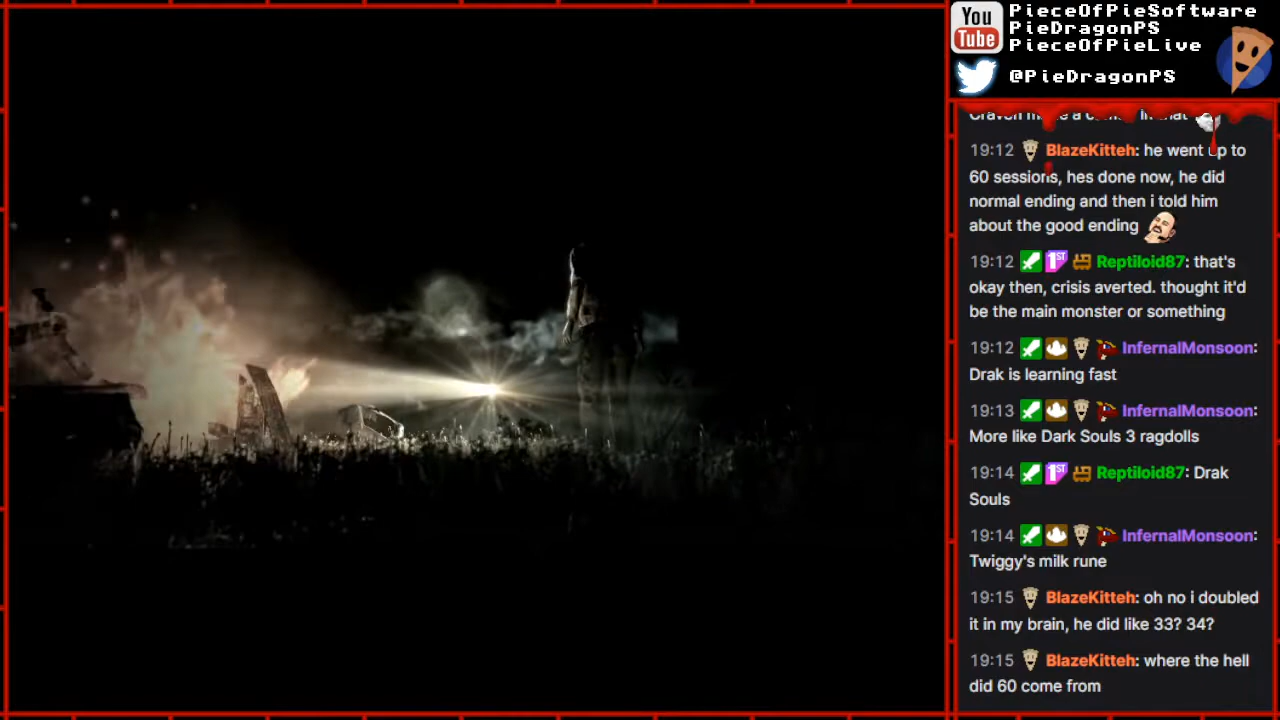 You
Tube
PieceOfPieSoftware
PieDragonPS
PieceOfPieLive
@PieDragonPS
19:12 BlazeKitteh: he went up to
60 sessions, hes done now, he did
normal ending and then i told him
about the good ending
19:12 1ST Reptiloid87: that's
okay then, crisis averted. thought it'd
be the main monster or something
19:12 InfernalMonsoon:
Drak is learning fast
19:13 InfernalMonsoon:
More like Dark Souls 3 ragdolls
19:14 1ST Reptiloid87: Drak
Souls
19:14 InfernalMonsoon:
Twiggy's milk rune
19:15 BlazeKitteh: oh no i doubled
it in my brain, he did like 33? 34?
19:15 BlazeKitteh: where the hell
did 60 come from